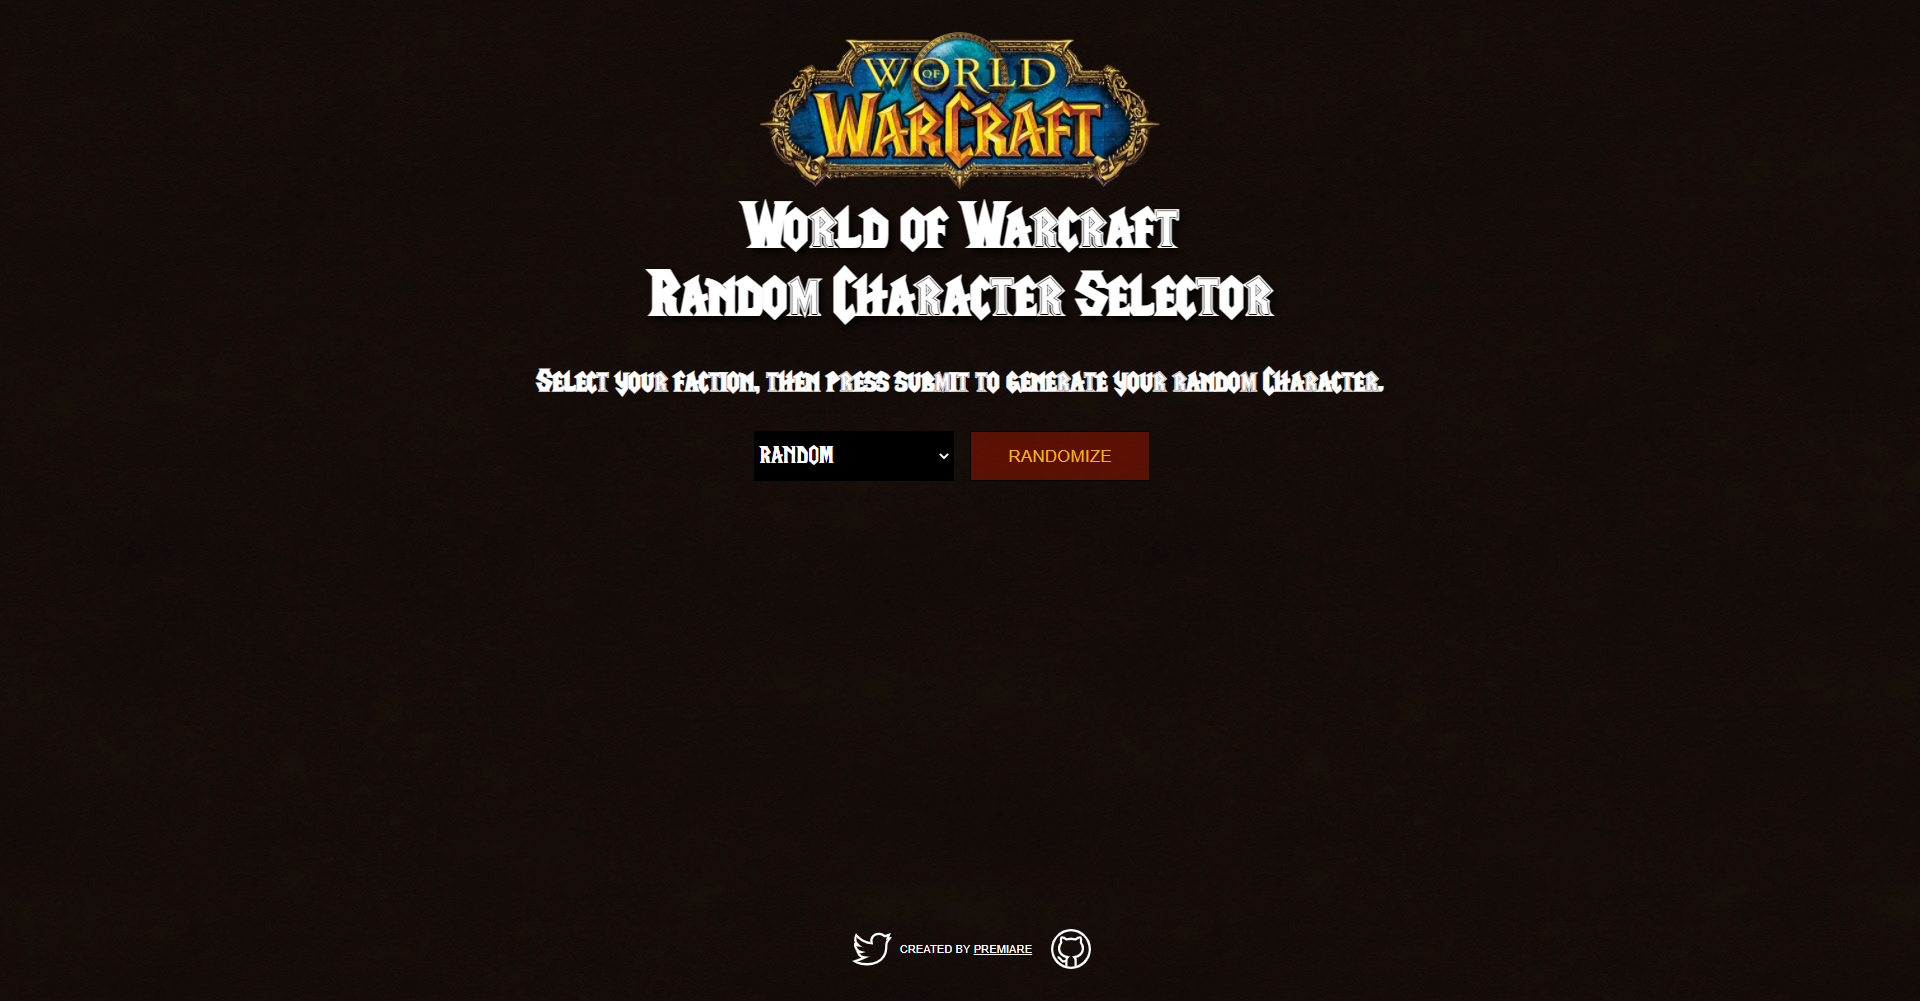 WORLD OF
WARCRAFT
World of Warcraft
Random Character Selector
Select your faction, then press submit to generate your random Character.
RANDOM
RANDOMIZE
CREATED BY PREMIARE